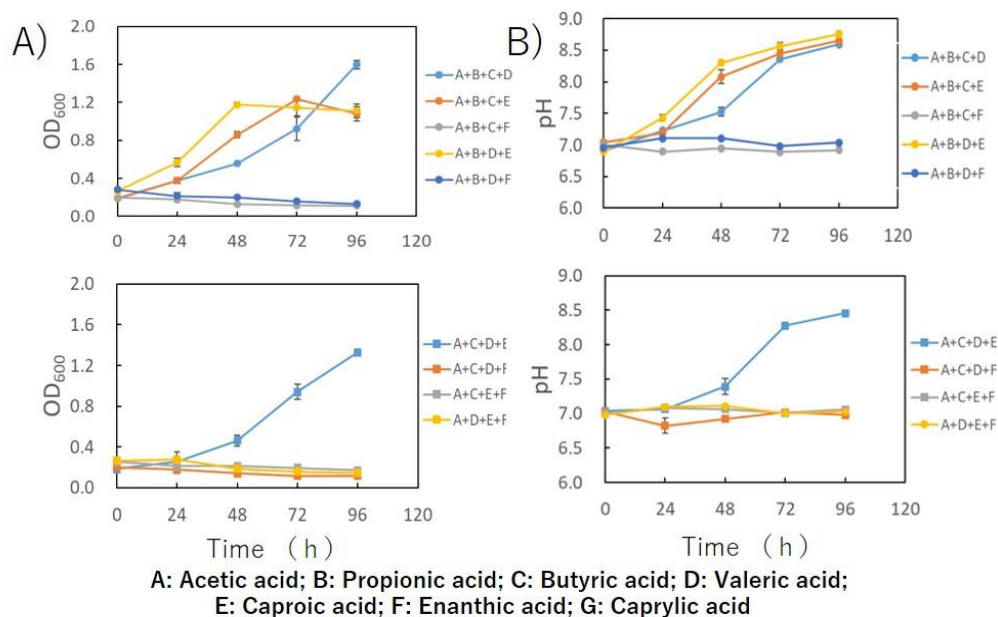 A)
2.0
1.6
1.2
0.8
0.4
0.0
OD600
0 24 48 72 96 120
A+B+C+D
A+B+C+E
A+B+C+F
A+B+D+E
A+B+D+F
B)
9.0
8.5
8.0
7.5
7.0
6.5
6.0
pH
0 24 48 72 96 120
A+B+C+D
A+B+C+E
A+B+C+F
A+B+D+E
A+B+D+F
2.0
1.6
1.2
0.8
0.4
0.0
OD600
0 24 48 72 96 120
Time （h）
A+C+D+E
A+C+D+F
A+C+E+F
A+D+E+F
9.0
8.5
8.0
7.5
7.0
6.5
6.0
pH
0 24 48 72 96 120
Time （h）
A+C+D+E
A+C+D+F
A+C+E+F
A+D+E+F
A: Acetic acid; B: Propionic acid; C: Butyric acid; D: Valeric acid;
E: Caproic acid; F: Enanthic acid; G: Caprylic acid